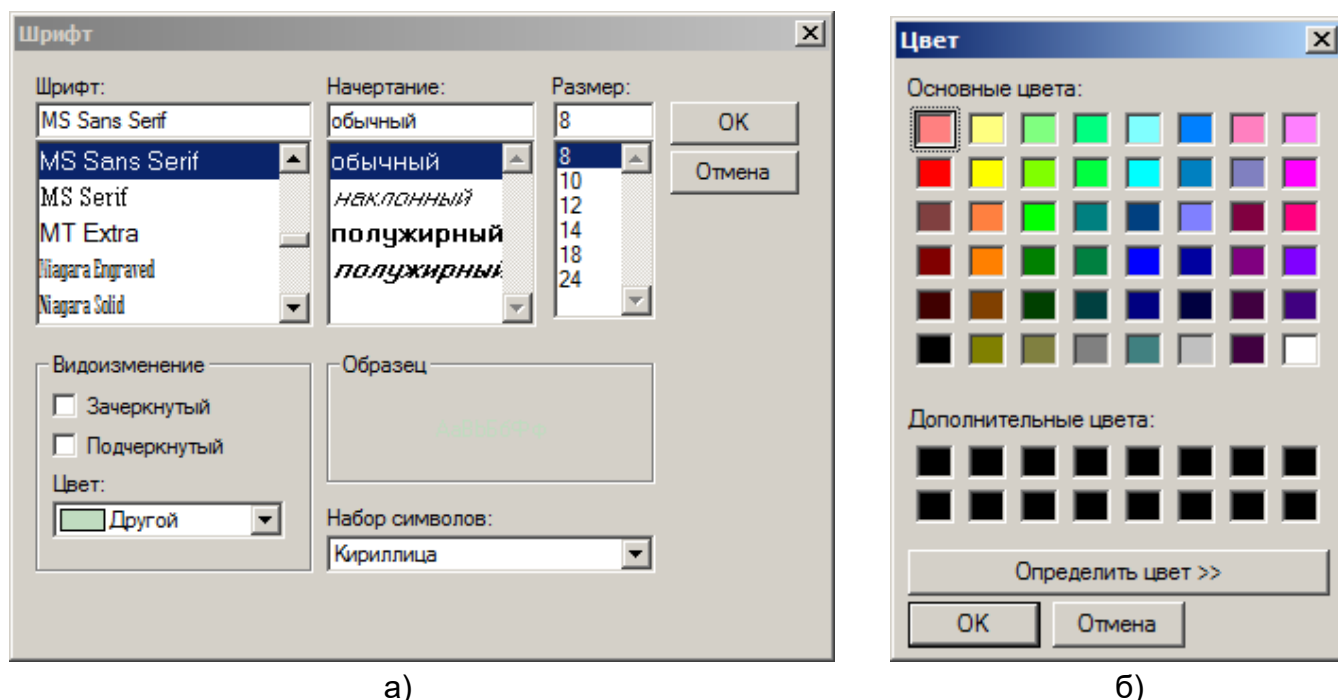 Шрифт
Шрифт:
Начертание:
Размер:
MS Sans Serif
обычный
8
OK
MS Sans Serif
MS Serif
MT Extra
Niagara Engraved
Niagara Solid
обычный
наклонный
полужирный
полужирный
8
10
12
14
18
24
Отмена
Видоизменение
Зачеркнутый
Подчеркнутый
Цвет:
Другой
Образец
Набор символов:
Кириллица
а)
Цвет
Основные цвета:
Дополнительные цвета:
Определить цвет >>
OK
Отмена
б)